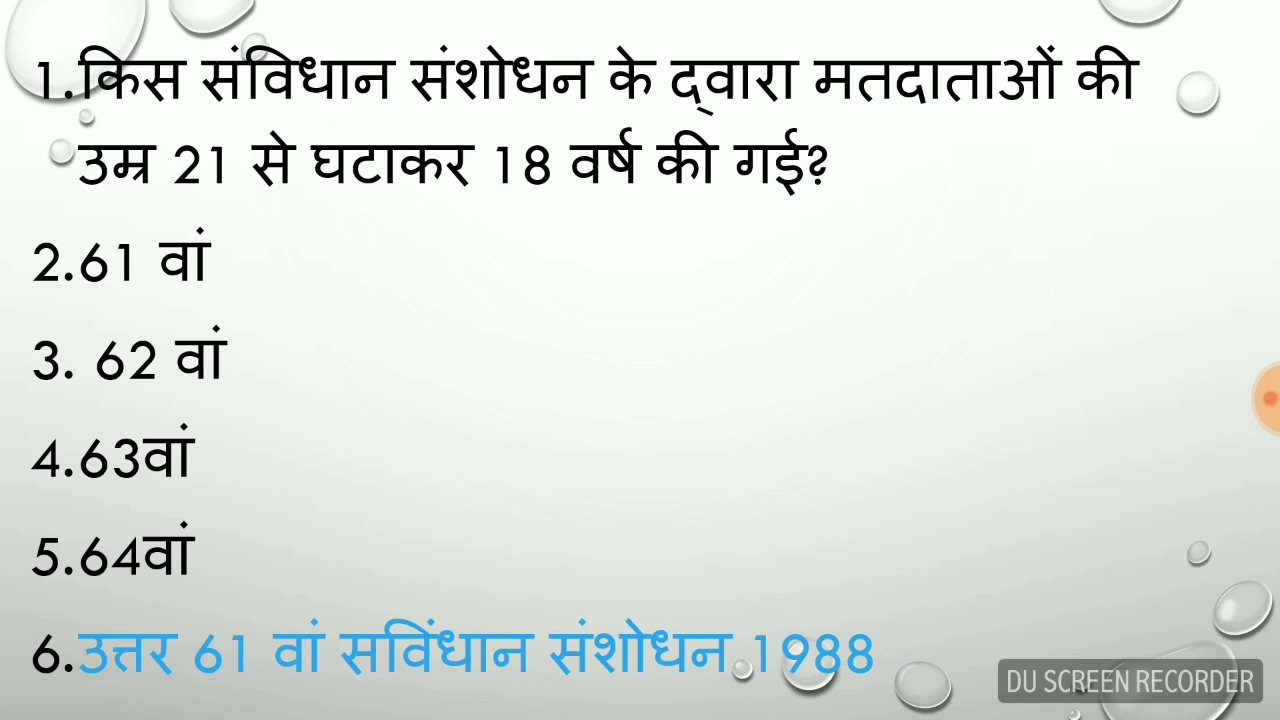 1.किस संविधान संशोधन के द्वारा मतदाताओं की
उम्र 21 से घटाकर 18 वर्ष की गई?
2.61 वां
3. 62 वां
4.63वां
5.64वां
6.उत्तर 61 वां सविंधान संशोधन 1988
DU SCREEN RECORDER